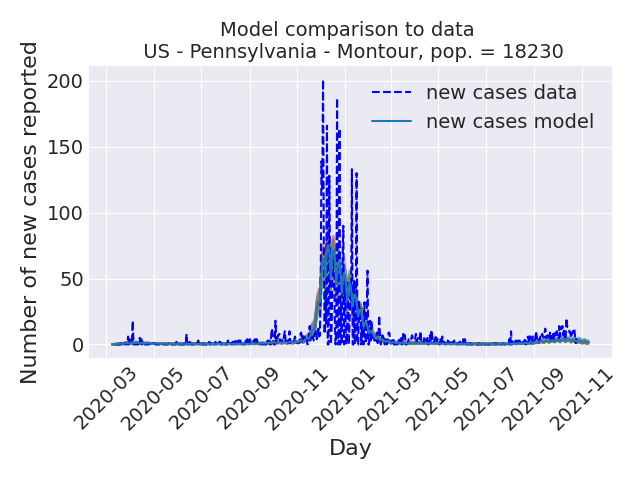 Model comparison to data
US - Pennsylvania - Montour, pop. = 18230
Number of new cases reported
200
150
100
50
0
new cases data
new cases model
2020-03
2020-05
2020-07
2020-09
2020-11
2021-01
2021-03
2021-05
2021-07
2021-09
2021-11
Day